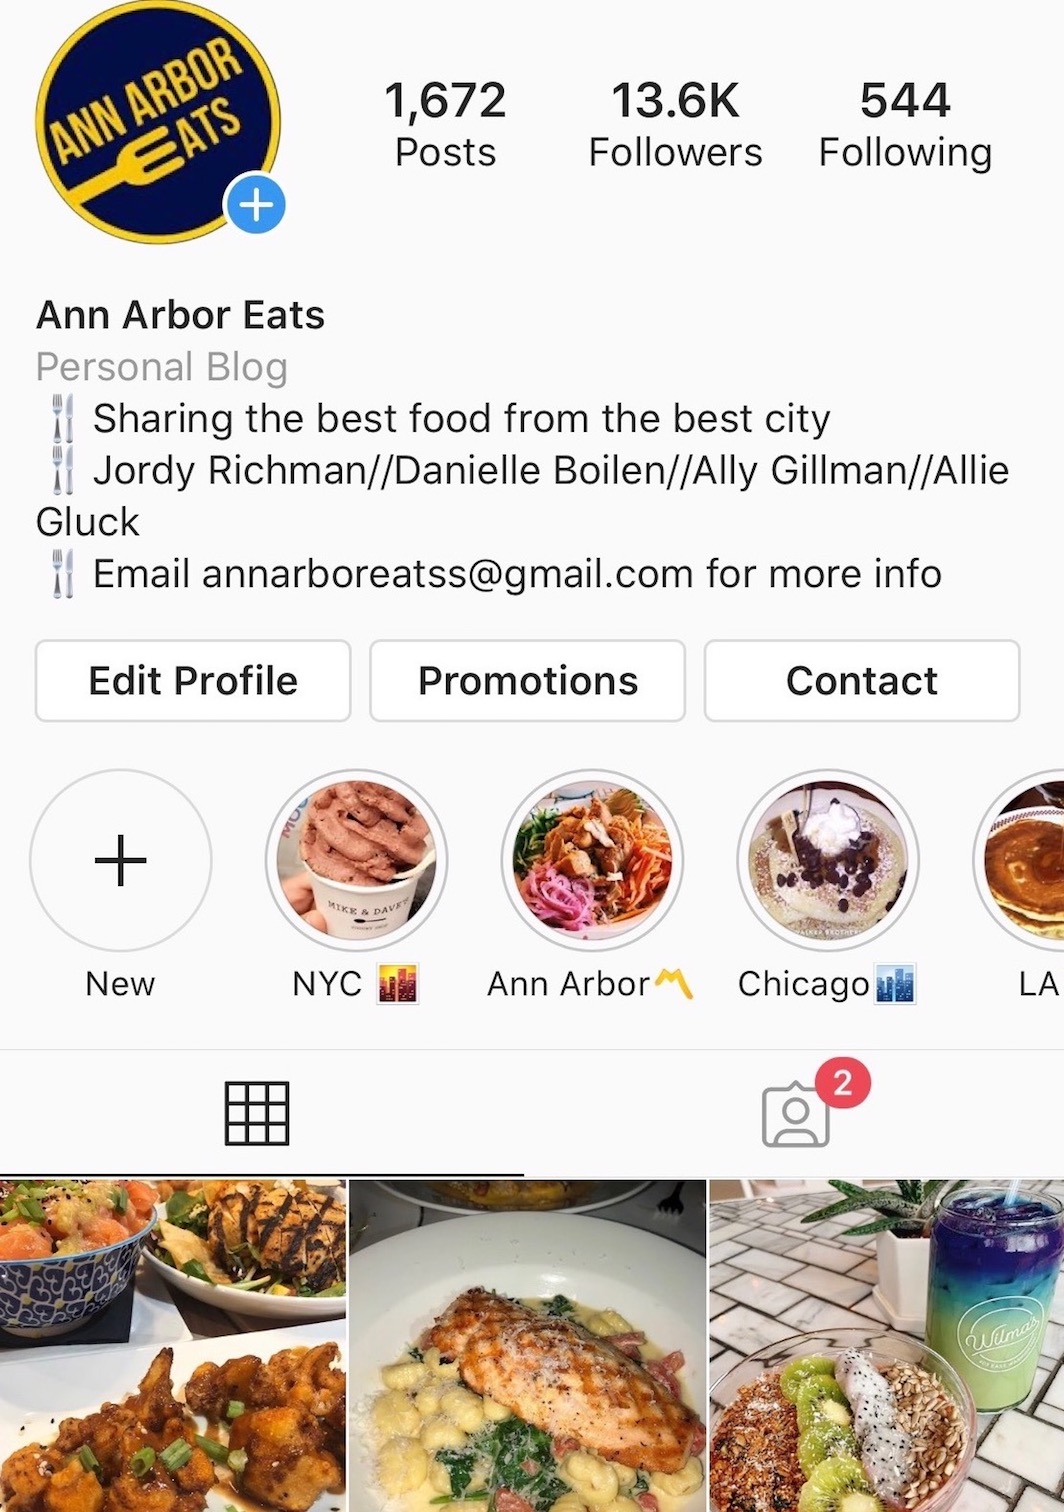 ANN ARBOR
EATS
1,672
Posts
13.6K
Followers
544
Following
Ann Arbor Eats
Personal Blog
🍴 Sharing the best food from the best city
🍴 Jordy Richman//Danielle Boilen//Ally Gillman//Allie
Gluck
🍴 Email annarboreatss@gmail.com for more info
Edit Profile
Promotions
Contact
MIKE & DAVE'S
New
NYC 🌇
Ann Arbor〽️
Chicago🏙
LA
2
Wilma's